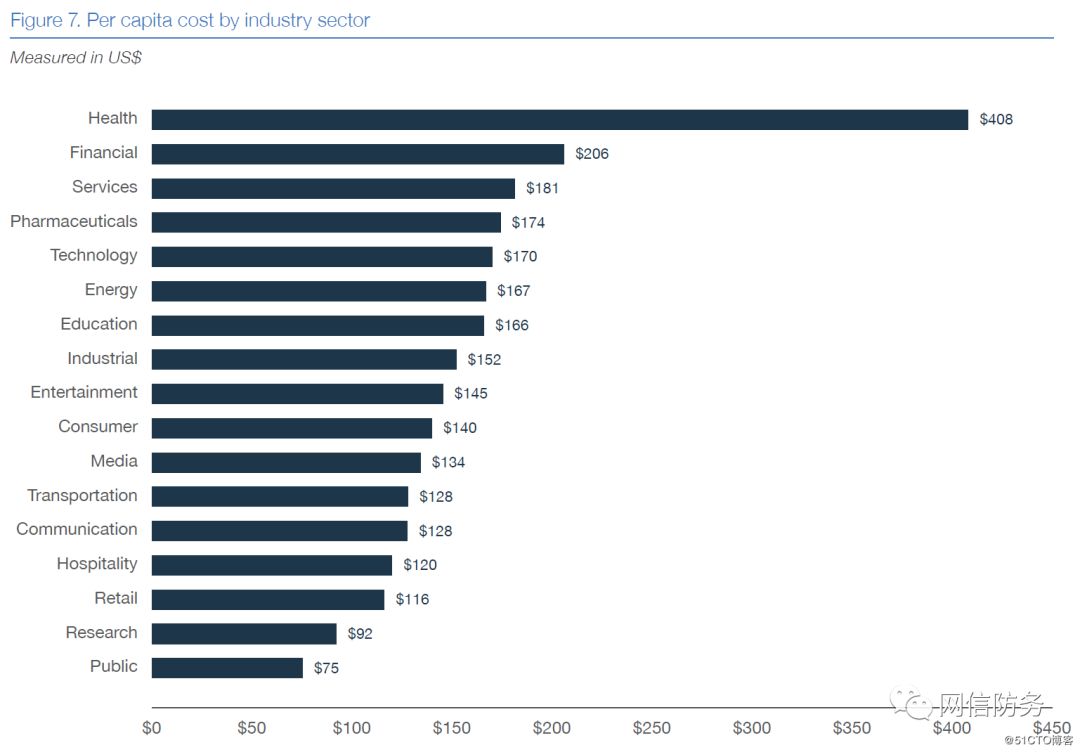 Figure 7. Per capita cost by industry sector
Measured in US$
Health $408
Financial $206
Services $181
Pharmaceuticals $174
Technology $170
Energy $167
Education $166
Industrial $152
Entertainment $145
Consumer $140
Media $134
Transportation $128
Communication $128
Hospitality $120
Retail $116
Research $92
Public $75
$0 $50 $100 $150 $200 $250 $300 $350 $400 $450
网信防务
@51CTO博客